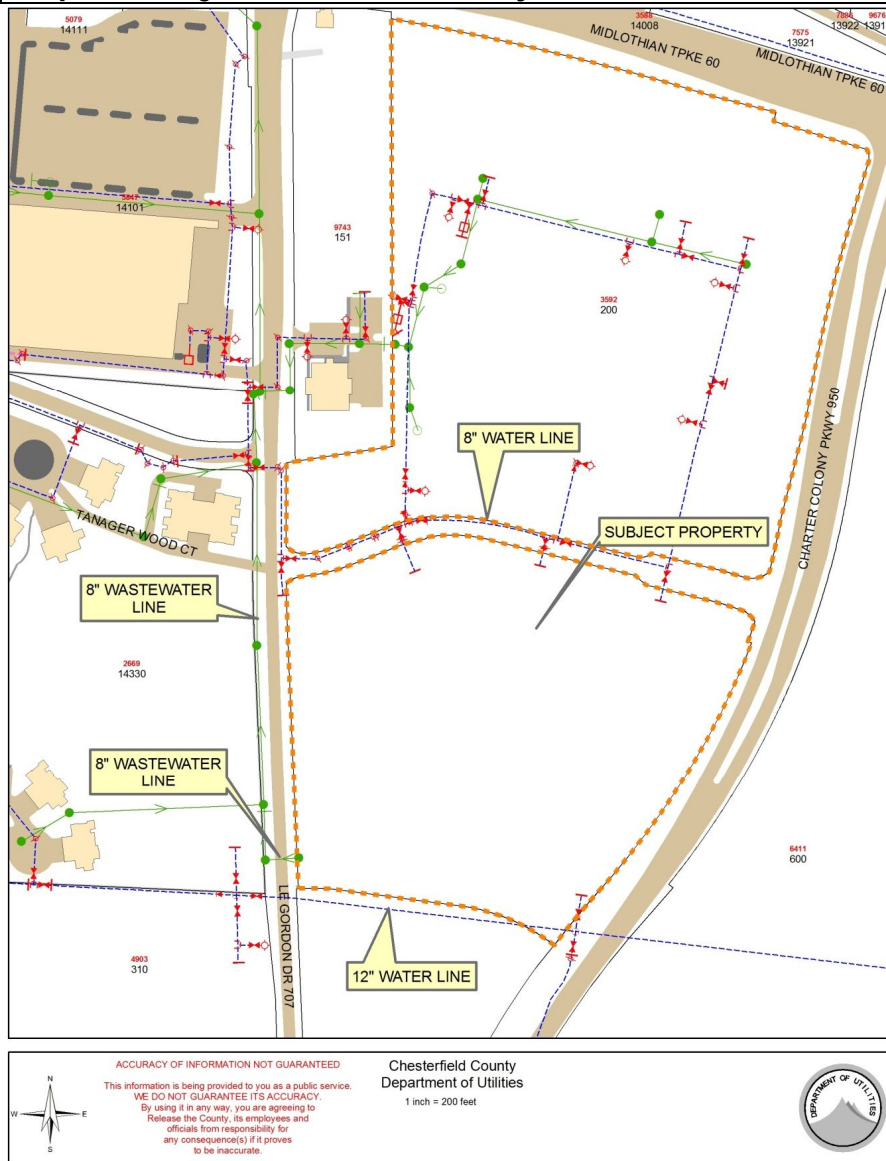 5079
14111
3588
14008
7575
13921
7886
13922
9676
1391
MIDLOTHIAN TPKE 60
MIDLOTHIAN TPKE 60
14101
9743
151
3592
200
8" WATER LINE
SUBJECT PROPERTY
CHARTER COLONY PKWY 950
TANAGER WOOD CT
8" WASTEWATER
LINE
2669
14330
8" WASTEWATER
LINE
6411
600
LE GORDON DR 707
12" WATER LINE
4903
310
N
W
E
S
ACCURACY OF INFORMATION NOT GUARANTEED
This information is being provided to you as a public service.
WE DO NOT GUARANTEE ITS ACCURACY.
By using it in any way, you are agreeing to
Release the County, its employees and
officials from responsibility for
any consequence(s) if it proves
to be inaccurate.
Chesterfield County
Department of Utilities
1 inch = 200 feet
DEPARTMENT OF UTILITIES